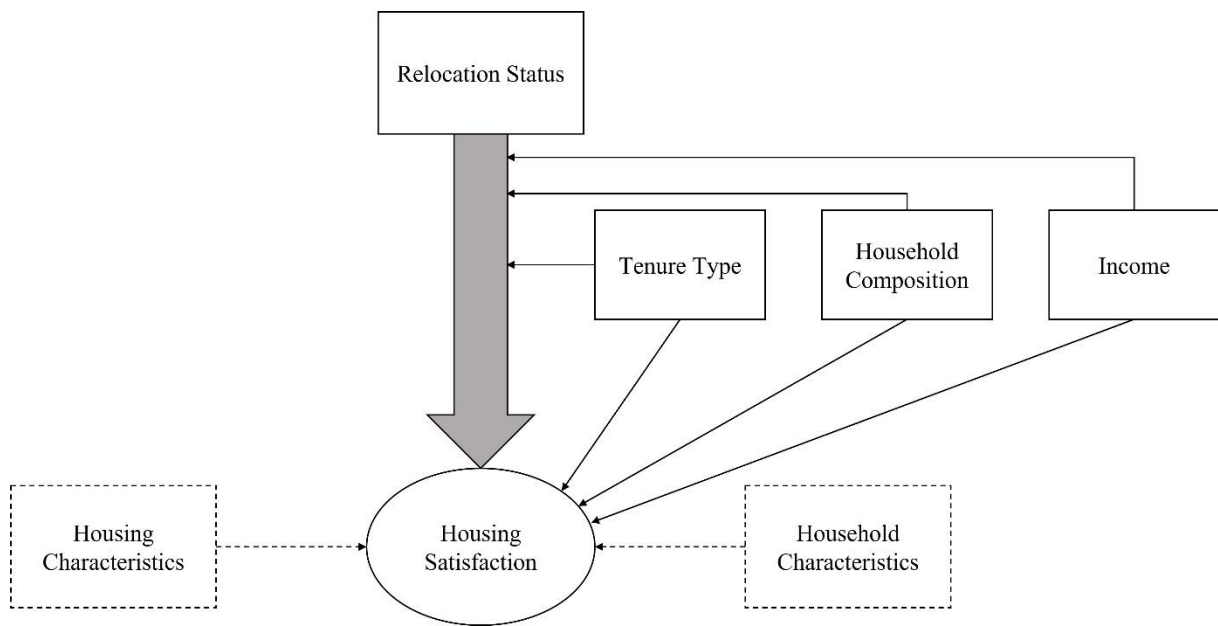 Relocation Status
Tenure Type
Household
Composition
Income
Housing
Characteristics
Housing
Satisfaction
Household
Characteristics